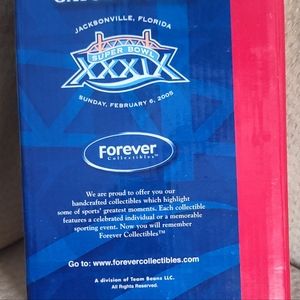 JACKSONVILLE, FLORIDA
SUPER BOWL
XXXIX
SUNDAY, FEBRUARY 6, 2005
Forever
Collectibles™
We are proud to offer you our
handcrafted collectibles which highlight
some of sports' greatest moments. Each collectible
features a celebrated individual or a memorable
sporting event. Now you will remember
Forever Collectibles™
Go to: www.forevercollectibles.com
A division of Team Beans LLC.
All Rights Reserved.